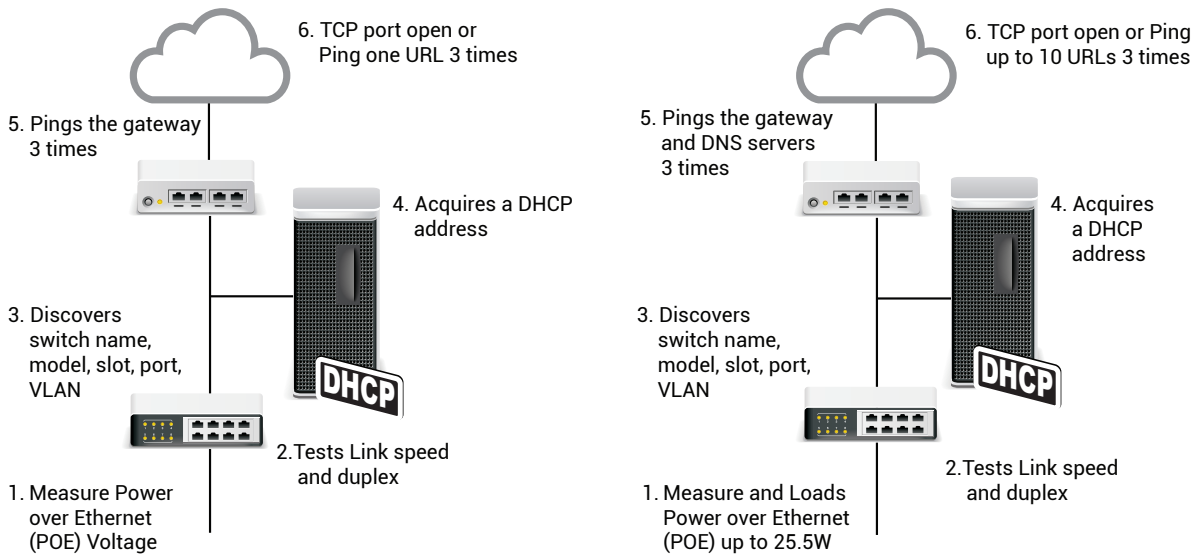 6. TCP port open or
Ping one URL 3 times
5. Pings the gateway
3 times
4. Acquires a DHCP
address
3. Discovers
switch name,
model, slot, port,
VLAN
DHCP
2.Tests Link speed
and duplex
1. Measure Power
over Ethernet
(POE) Voltage
6. TCP port open or Ping
up to 10 URLs 3 times
5. Pings the gateway
and DNS servers
3 times
4. Acquires
a DHCP
address
3. Discovers
switch name,
model, slot, port,
VLAN
DHCP
2.Tests Link speed
and duplex
1. Measure and Loads
Power over Ethernet
(POE) up to 25.5W